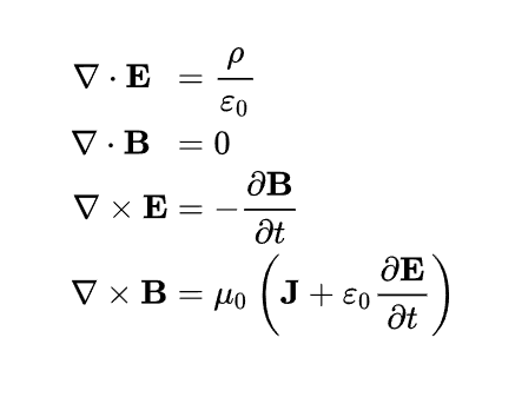 ∇ · E = ρ/ε₀
∇ · B = 0
∇ × E = −∂B/∂t
∇ × B = μ₀ (J + ε₀ ∂E/∂t)